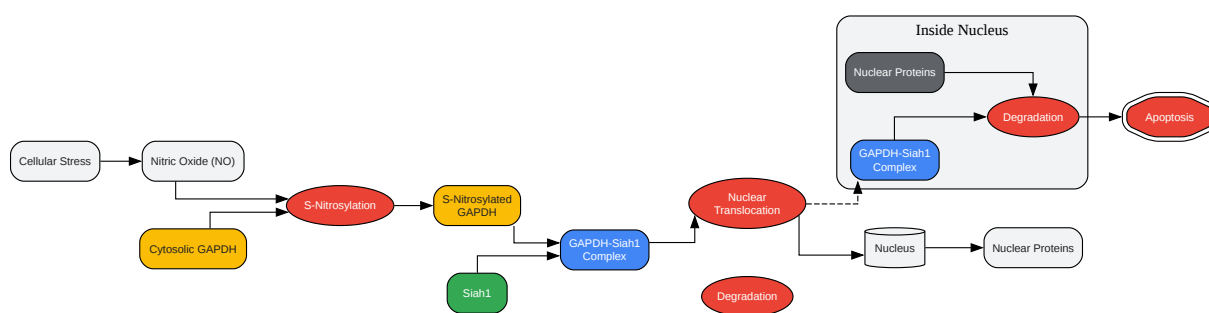 Inside Nucleus
Nuclear Proteins
Degradation
Apoptosis
GAPDH-Siah1
Complex
Cellular Stress
Nitric Oxide (NO)
S-Nitrosylation
Cytosolic GAPDH
S-Nitrosylated
GAPDH
GAPDH-Siah1
Complex
Siah1
Nuclear
Translocation
Nucleus
Nuclear Proteins
Degradation